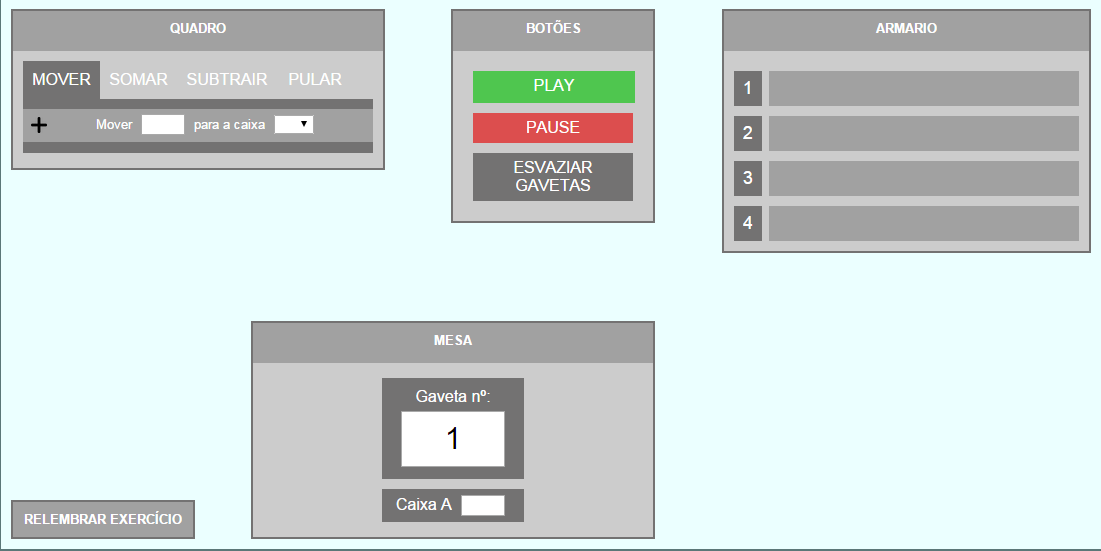 QUADRO
MOVER SOMAR SUBTRAIR PULAR
Mover para a caixa
BOTÕES
PLAY
PAUSE
ESVAZIAR
GAVETAS
ARMARIO
1
2
3
4
MESA
Gaveta nº:
1
Caixa A
RELEMBRAR EXERCÍCIO